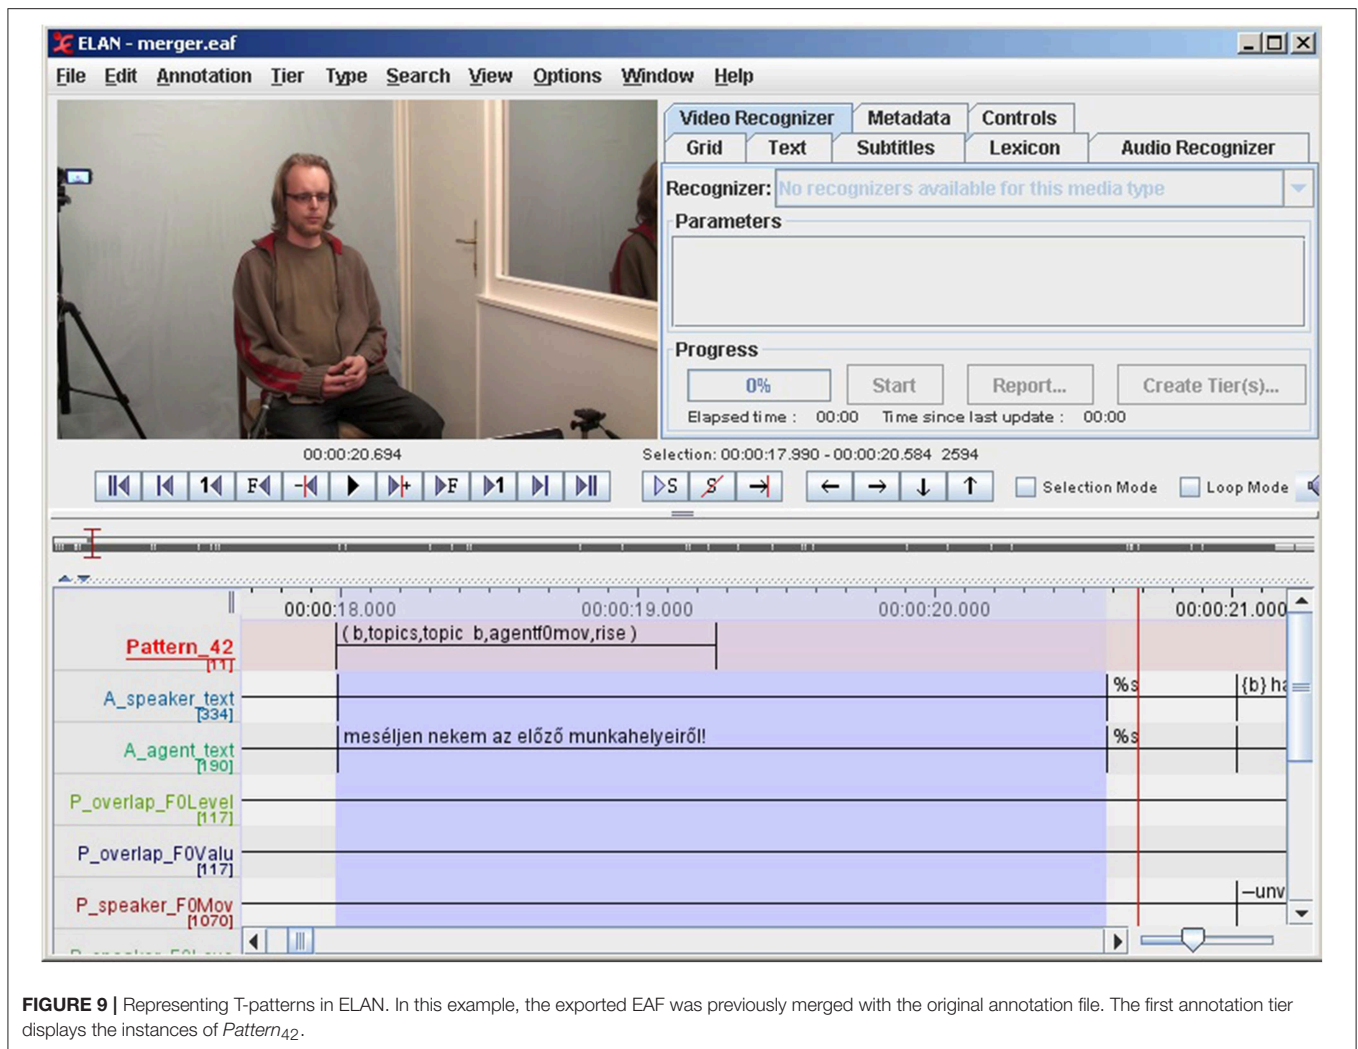 ELAN - merger.eaf
File Edit Annotation Tier Type Search View Options Window Help
Video Recognizer Metadata Controls
Grid Text Subtitles Lexicon Audio Recognizer
Recognizer: No recognizers available for this media type
Parameters
Progress
0% Start Report... Create Tier(s)...
Elapsed time : 00:00 Time since last update : 00:00
00:00:20.694 Selection: 00:00:17.990 - 00:00:20.584 2594
1 F - + F 1 S S Selection Mode Loop Mode
00:00:18.000 00:00:19.000 00:00:20.000 00:00:21.000
Pattern_42 ( b,topics,topic b,agentf0mov,rise )
[11]
A_speaker_text %s {b} ha
[334]
A_agent_text meséljen nekem az előző munkahelyeiről! %s
[190]
P_overlap_F0Level
[117]
P_overlap_F0Valu
[117]
P_speaker_F0Mov –unv
[1070]
FIGURE 9 | Representing T-patterns in ELAN. In this example, the exported EAF was previously merged with the original annotation file. The first annotation tier
displays the instances of Pattern42.